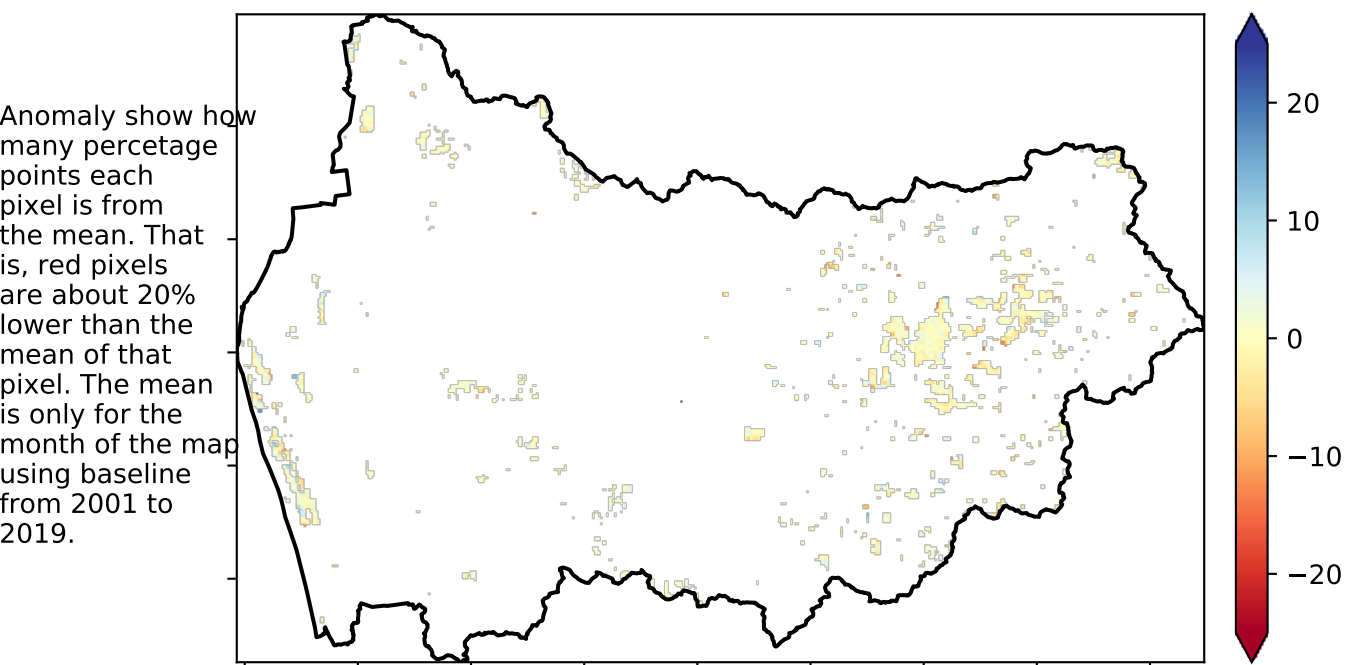 Anomaly show how
many percetage
points each
pixel is from
the mean. That
is, red pixels
are about 20%
lower than the
mean of that
pixel. The mean
is only for the
month of the map
using baseline
from 2001 to
2019.
20
10
0
−10
−20